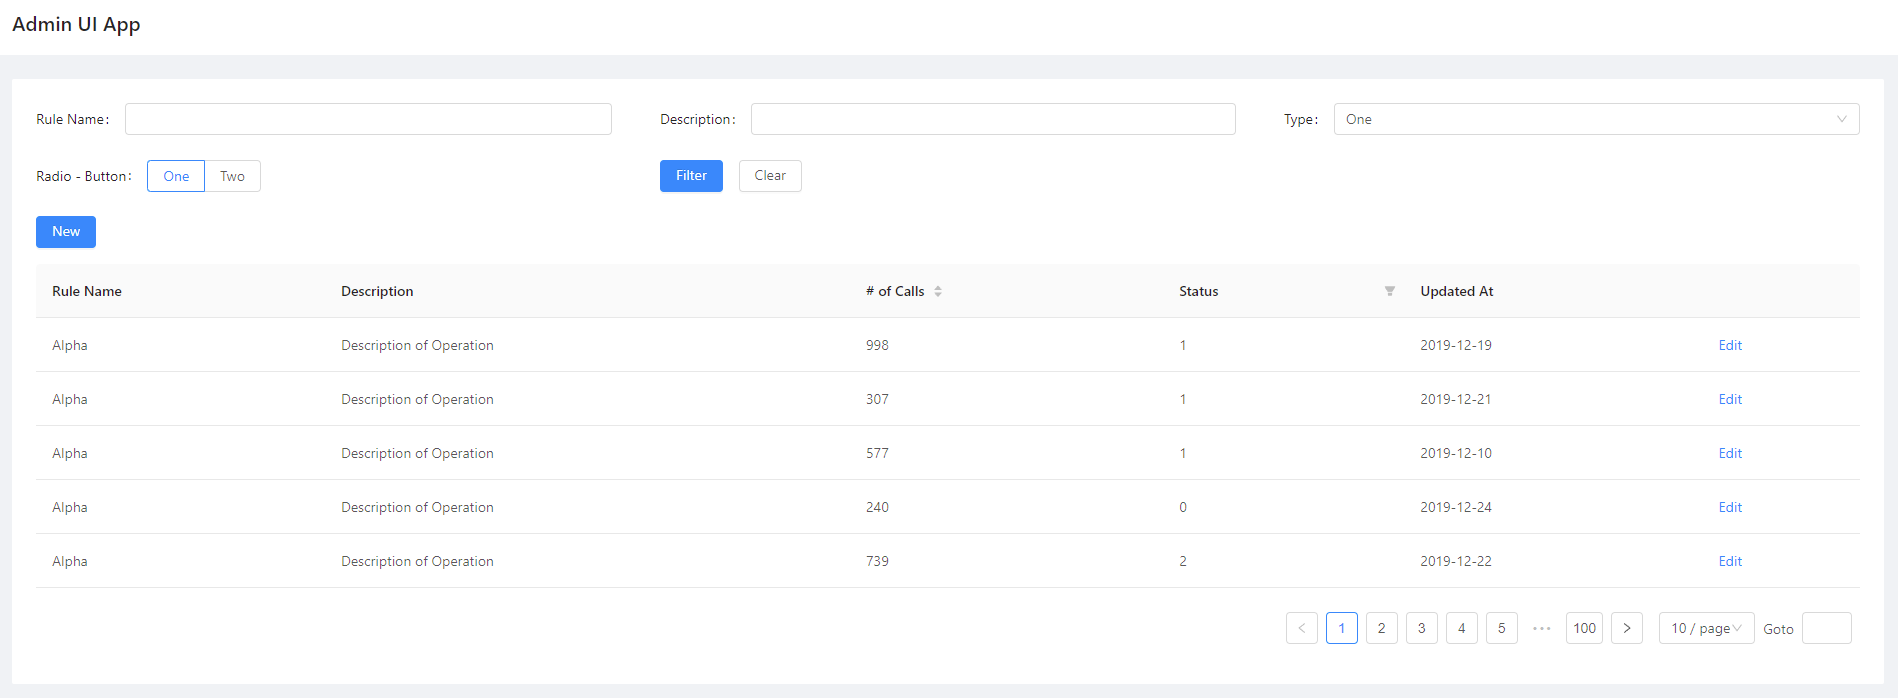 Admin UI App
Rule Name: Description: Type: One
Radio - Button: One Two Filter Clear
New
Rule Name Description # of Calls Status Updated At
Alpha Description of Operation 998 1 2019-12-19 Edit
Alpha Description of Operation 307 1 2019-12-21 Edit
Alpha Description of Operation 577 1 2019-12-10 Edit
Alpha Description of Operation 240 0 2019-12-24 Edit
Alpha Description of Operation 739 2 2019-12-22 Edit
< 1 2 3 4 5 ••• 100 > 10 / page Goto